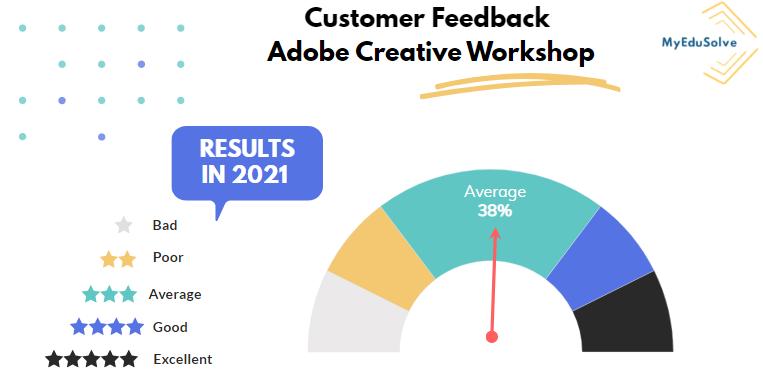 Customer Feedback
Adobe Creative Workshop
MyEduSolve
RESULTS
IN 2021
Bad
Poor
Average
Good
Excellent
Average
38%